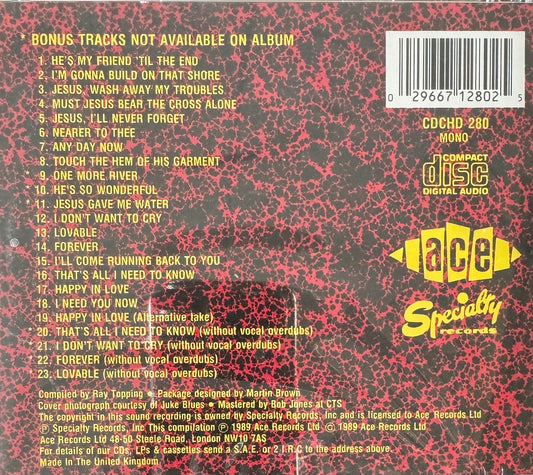 * BONUS TRACKS NOT AVAILABLE ON ALBUM
1. HE'S MY FRIEND 'TIL THE END
2. I'M GONNA BUILD ON THAT SHORE
3. JESUS, WASH AWAY MY TROUBLES
4. MUST JESUS BEAR THE CROSS ALONE
5. JESUS, I'LL NEVER FORGET
6. NEARER TO THEE
7. ANY DAY NOW
8. TOUCH THE HEM OF HIS GARMENT
* 9. ONE MORE RIVER
* 10. HE'S SO WONDERFUL
* 11. JESUS GAVE ME WATER
12. I DON'T WANT TO CRY
13. LOVABLE
14. FOREVER
15. I'LL COME RUNNING BACK TO YOU
16. THAT'S ALL I NEED TO KNOW
17. HAPPY IN LOVE
18. I NEED YOU NOW
19. *HAPPY IN LOVE (Alternative take)
* 20. THAT'S ALL I NEED TO KNOW (without vocal overdubs)
* 21. I DON'T WANT TO CRY (without vocal overdubs)
* 22. FOREVER (without vocal overdubs)
* 23. LOVABLE (without vocal overdubs)
0 29667 12802 5
CDCHD 280
MONO
COMPACT
disc
DIGITAL AUDIO
ace
Specialty
records
Compiled by Ray Topping • Package designed by Martin Brown
Cover photograph courtesy of Juke Blues • Mastered by Bob Jones at CTS
The copyright in this sound recording is owned by Specialty Records, Inc and is licensed to Ace Records Ltd
Ⓟ Specialty Records, Inc This compilation Ⓟ 1989 Ace Records Ltd © 1989 Ace Records Ltd
Ace Records Ltd 48-50 Steele Road, London NW10 7AS
For details of our CDs, LPs & cassettes send a S.A.E. or 2 I.R.C to the address above.
Made In The United Kingdom